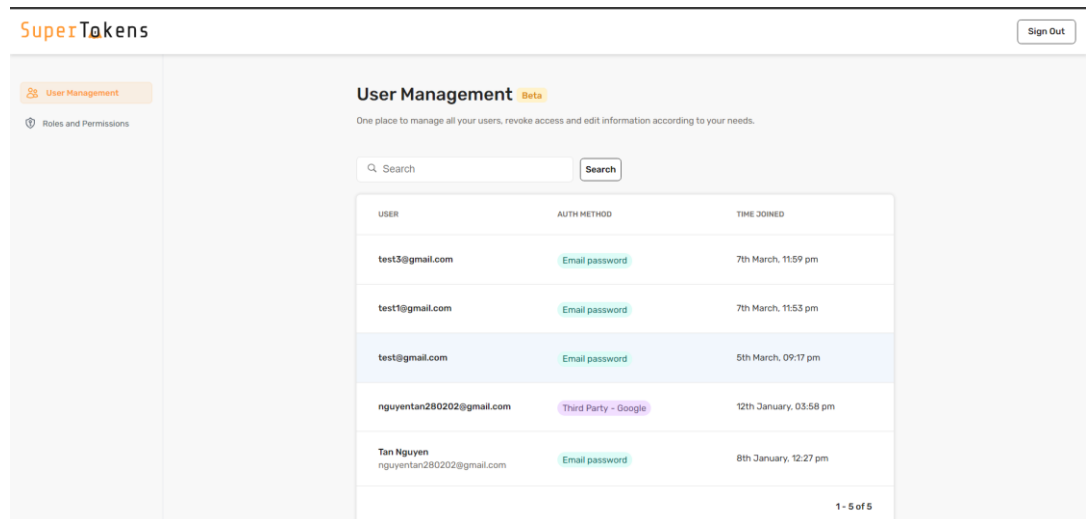 SuperTokens
Sign Out
User Management
Roles and Permissions
User Management Beta
One place to manage all your users, revoke access and edit information according to your needs.
Search Search
USER AUTH METHOD TIME JOINED
test3@gmail.com Email password 7th March, 11:59 pm
test1@gmail.com Email password 7th March, 11:53 pm
test@gmail.com Email password 5th March, 09:17 pm
nguyentan280202@gmail.com Third Party - Google 12th January, 03:58 pm
Tan Nguyen
nguyentan280202@gmail.com Email password 8th January, 12:27 pm
1 - 5 of 5